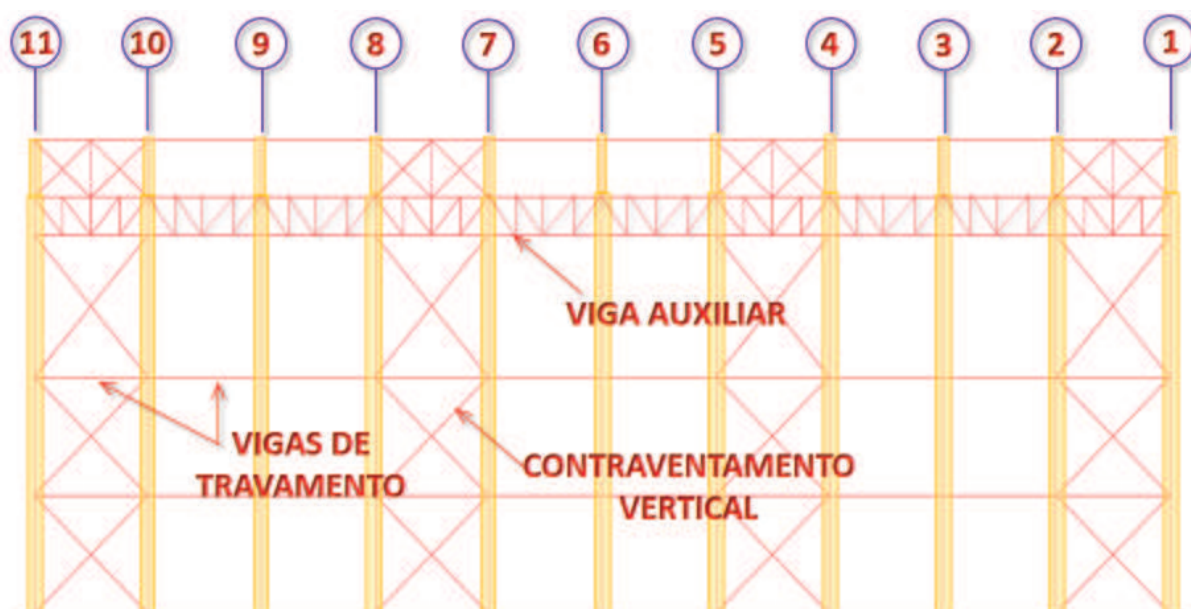 11 10 9 8 7 6 5 4 3 2 1
VIGA AUXILIAR
VIGAS DE
TRAVAMENTO
CONTRAVENTAMENTO
VERTICAL